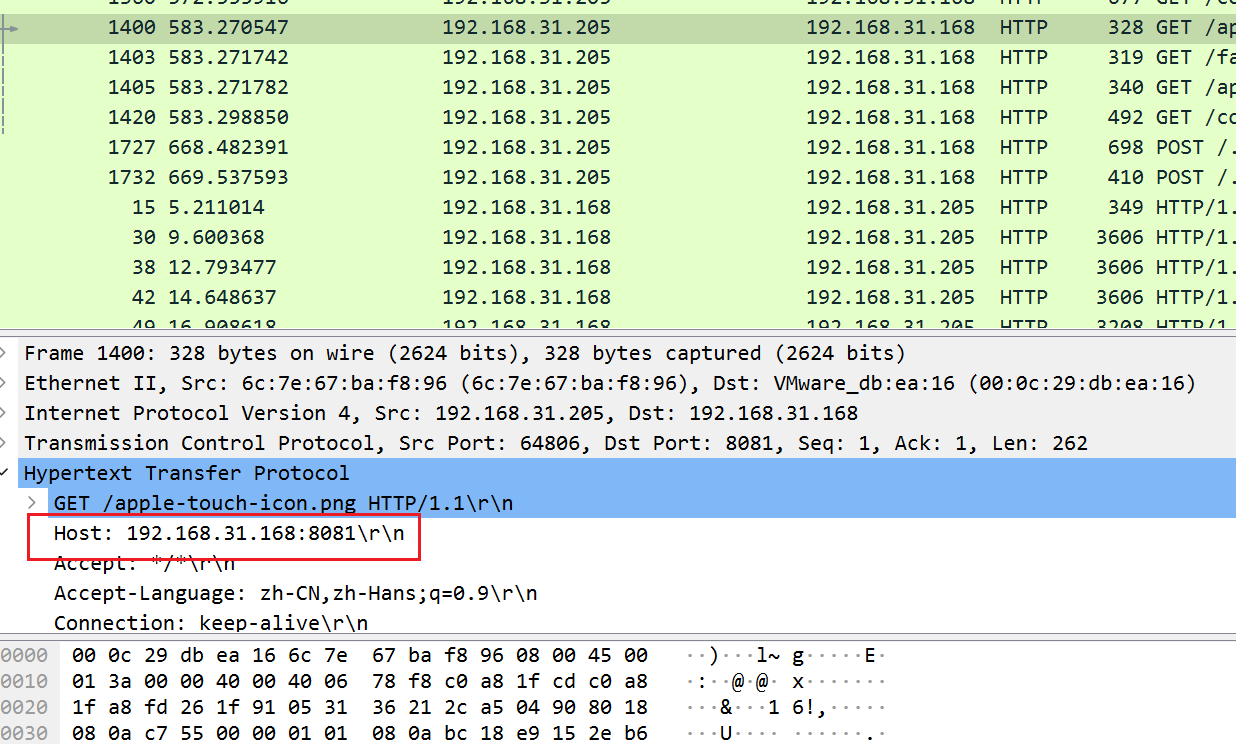 1400 583.270547 192.168.31.205 192.168.31.168 HTTP 328 GET /ap
1403 583.271742 192.168.31.205 192.168.31.168 HTTP 319 GET /fa
1405 583.271782 192.168.31.205 192.168.31.168 HTTP 340 GET /ap
1420 583.298850 192.168.31.205 192.168.31.168 HTTP 492 GET /co
1727 668.482391 192.168.31.205 192.168.31.168 HTTP 698 POST /.
1732 669.537593 192.168.31.205 192.168.31.168 HTTP 410 POST /.
15 5.211014 192.168.31.168 192.168.31.205 HTTP 349 HTTP/1.
30 9.600368 192.168.31.168 192.168.31.205 HTTP 3606 HTTP/1.
38 12.793477 192.168.31.168 192.168.31.205 HTTP 3606 HTTP/1.
42 14.648637 192.168.31.168 192.168.31.205 HTTP 3606 HTTP/1.
49 16.908618 192.168.31.168 192.168.31.205 HTTP 3208 HTTP/1
Frame 1400: 328 bytes on wire (2624 bits), 328 bytes captured (2624 bits)
Ethernet II, Src: 6c:7e:67:ba:f8:96 (6c:7e:67:ba:f8:96), Dst: VMware_db:ea:16 (00:0c:29:db:ea:16)
Internet Protocol Version 4, Src: 192.168.31.205, Dst: 192.168.31.168
Transmission Control Protocol, Src Port: 64806, Dst Port: 8081, Seq: 1, Ack: 1, Len: 262
Hypertext Transfer Protocol
GET /apple-touch-icon.png HTTP/1.1\r\n
Host: 192.168.31.168:8081\r\n
Accept: */*\r\n
Accept-Language: zh-CN,zh-Hans;q=0.9\r\n
Connection: keep-alive\r\n
0000 00 0c 29 db ea 16 6c 7e 67 ba f8 96 08 00 45 00 ··)···l~ g·····E·
0010 01 3a 00 00 40 00 40 06 78 f8 c0 a8 1f cd c0 a8 ·:··@·@· x·······
0020 1f a8 fd 26 1f 91 05 31 36 21 2c a5 04 90 80 18 ···&···1 6!,·····
0030 08 0a c7 55 00 00 01 01 08 0a bc 18 e9 15 2e b6 ···U···· ······.·